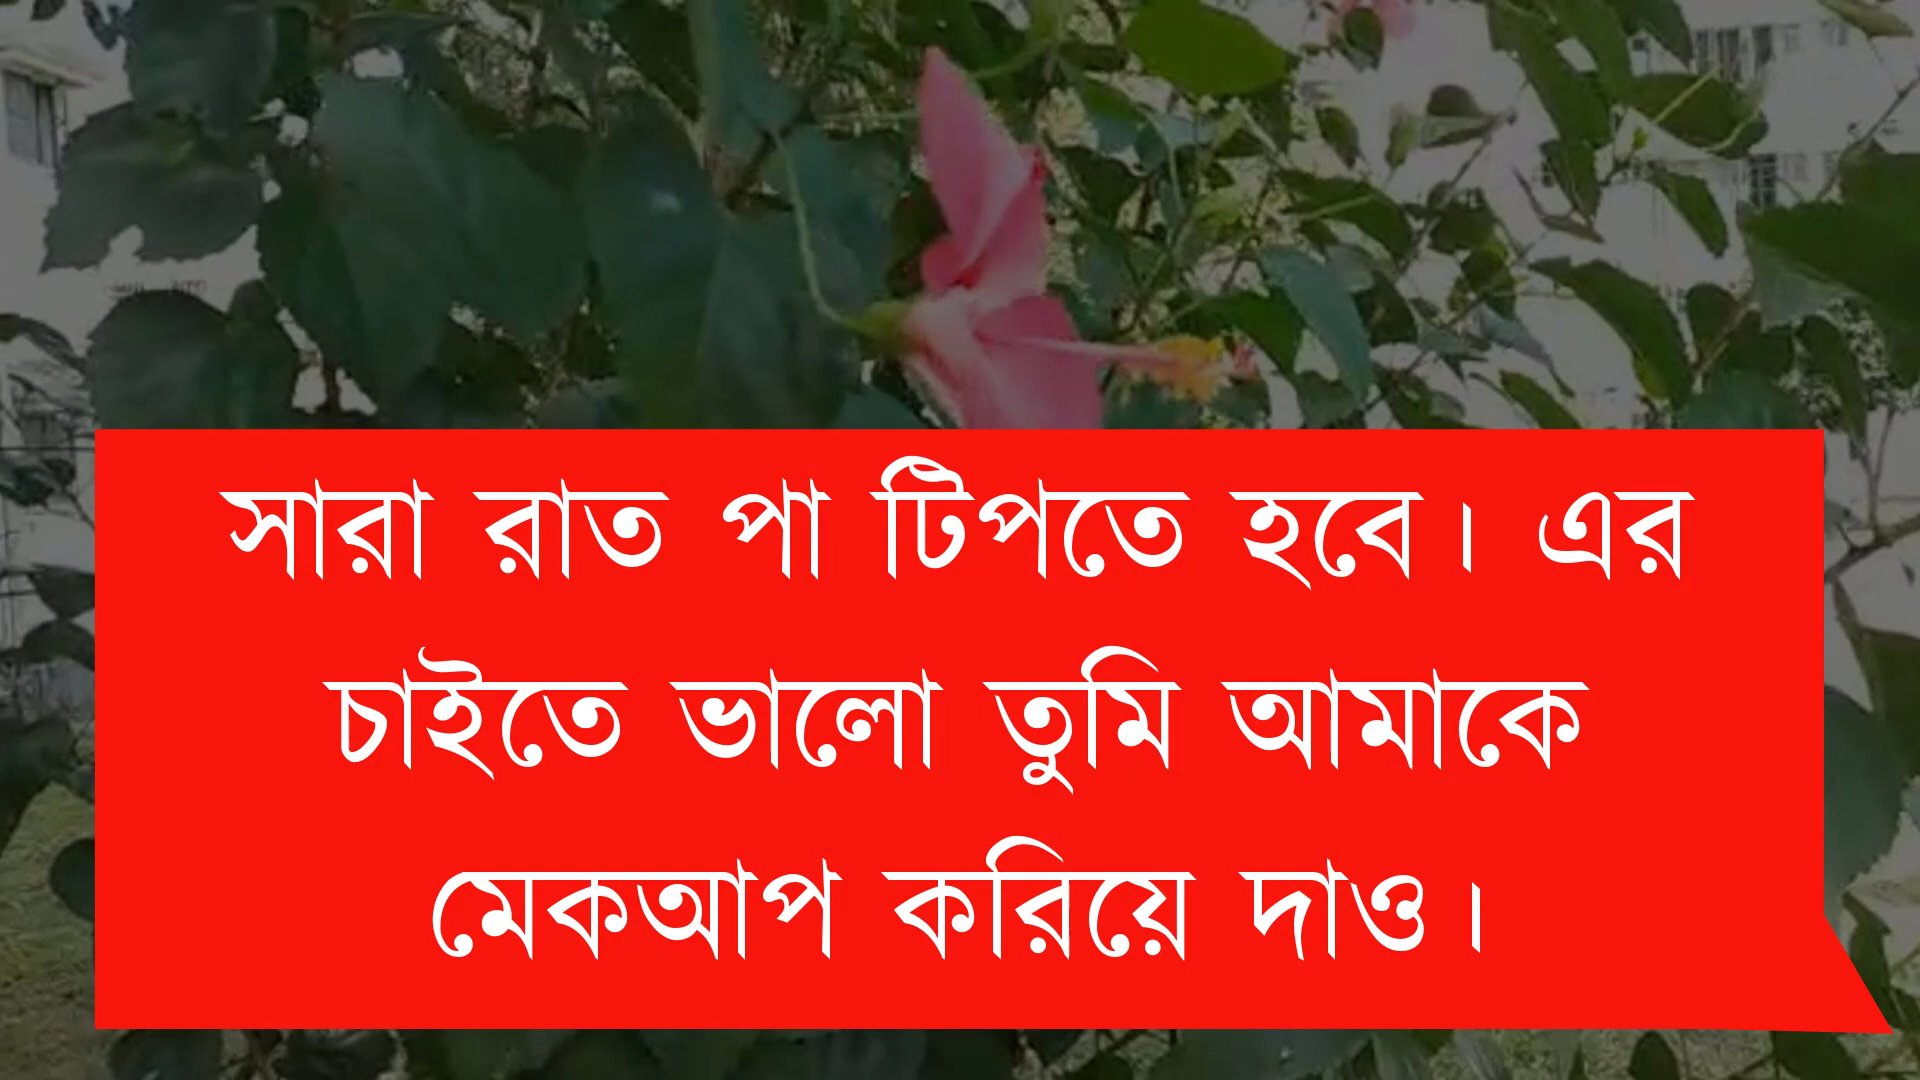 সারা রাত পা টিপতে হবে। এর
চাইতে ভালো তুমি আমাকে
মেকআপ করিয়ে দাও।